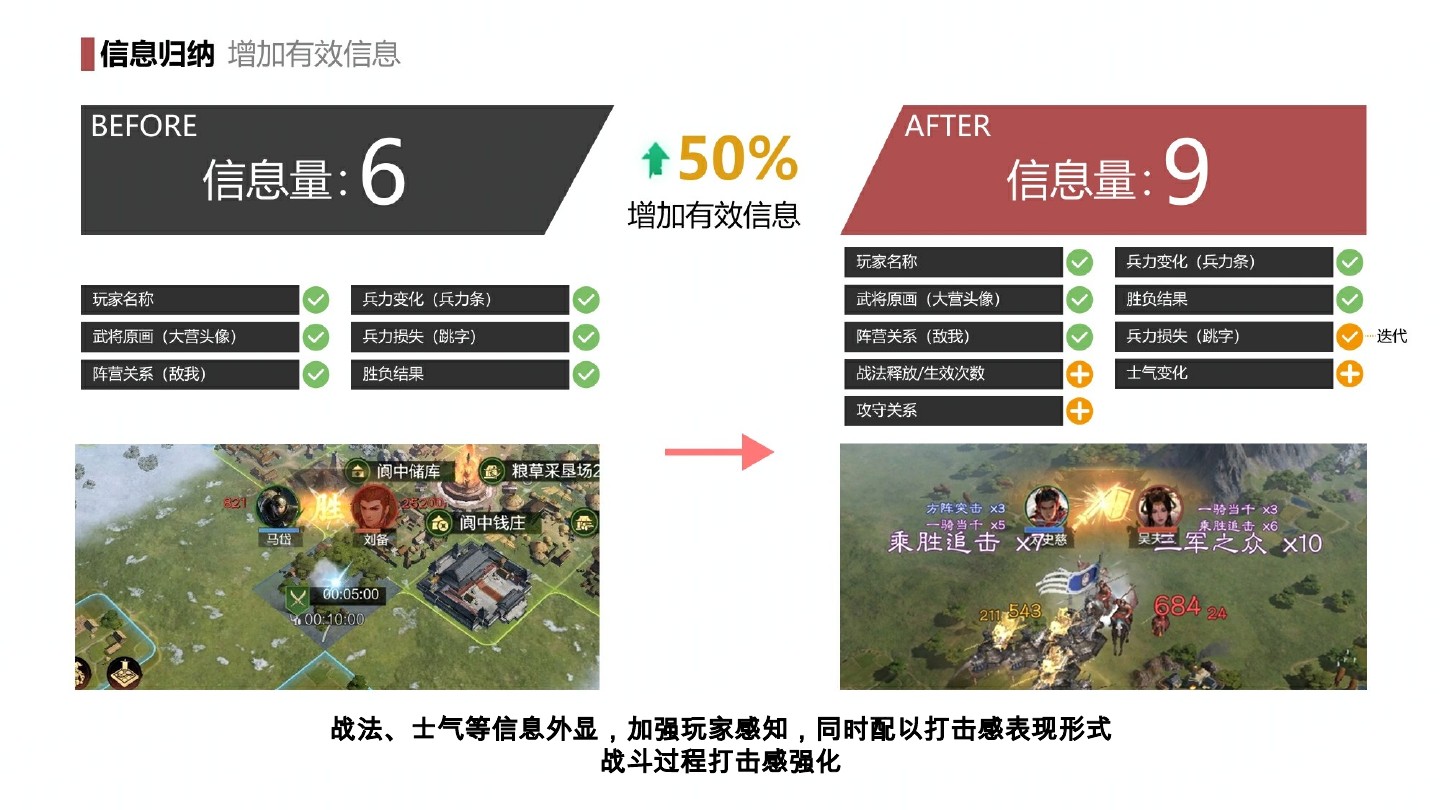 信息归纳 增加有效信息
BEFORE
信息量: 6
50%
增加有效信息
AFTER
信息量: 9
玩家名称
兵力变化（兵力条）
武将原画（大营头像）
兵力损失（跳字）
阵营关系（敌我）
胜负结果
玩家名称
兵力变化（兵力条）
武将原画（大营头像）
胜负结果
阵营关系（敌我）
兵力损失（跳字）
迭代
战法释放/生效次数
士气变化
攻守关系
阆中储库
粮草采垦场2
821
胜
马岱
刘备
阆中钱庄
00:05:00
00:10:00
方阵突击 x3
一骑当千 x5
乘胜追击 x7
史慈
一骑当千 x3
乘胜追击 x6
三军之众 x10
211 543
684 24
战法、士气等信息外显，加强玩家感知，同时配以打击感表现形式
战斗过程打击感强化